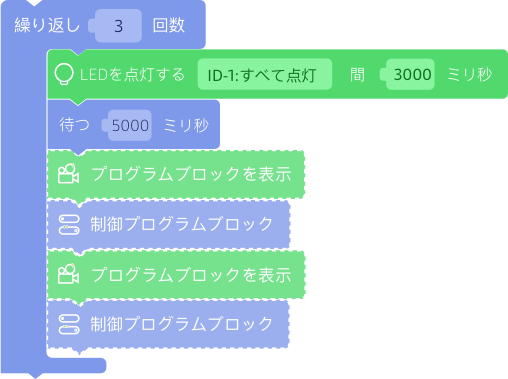 繰り返し 3 回数
LEDを点灯する ID-1:すべて点灯 間 3000 ミリ秒
待つ 5000 ミリ秒
プログラムブロックを表示
制御プログラムブロック
プログラムブロックを表示
制御プログラムブロック